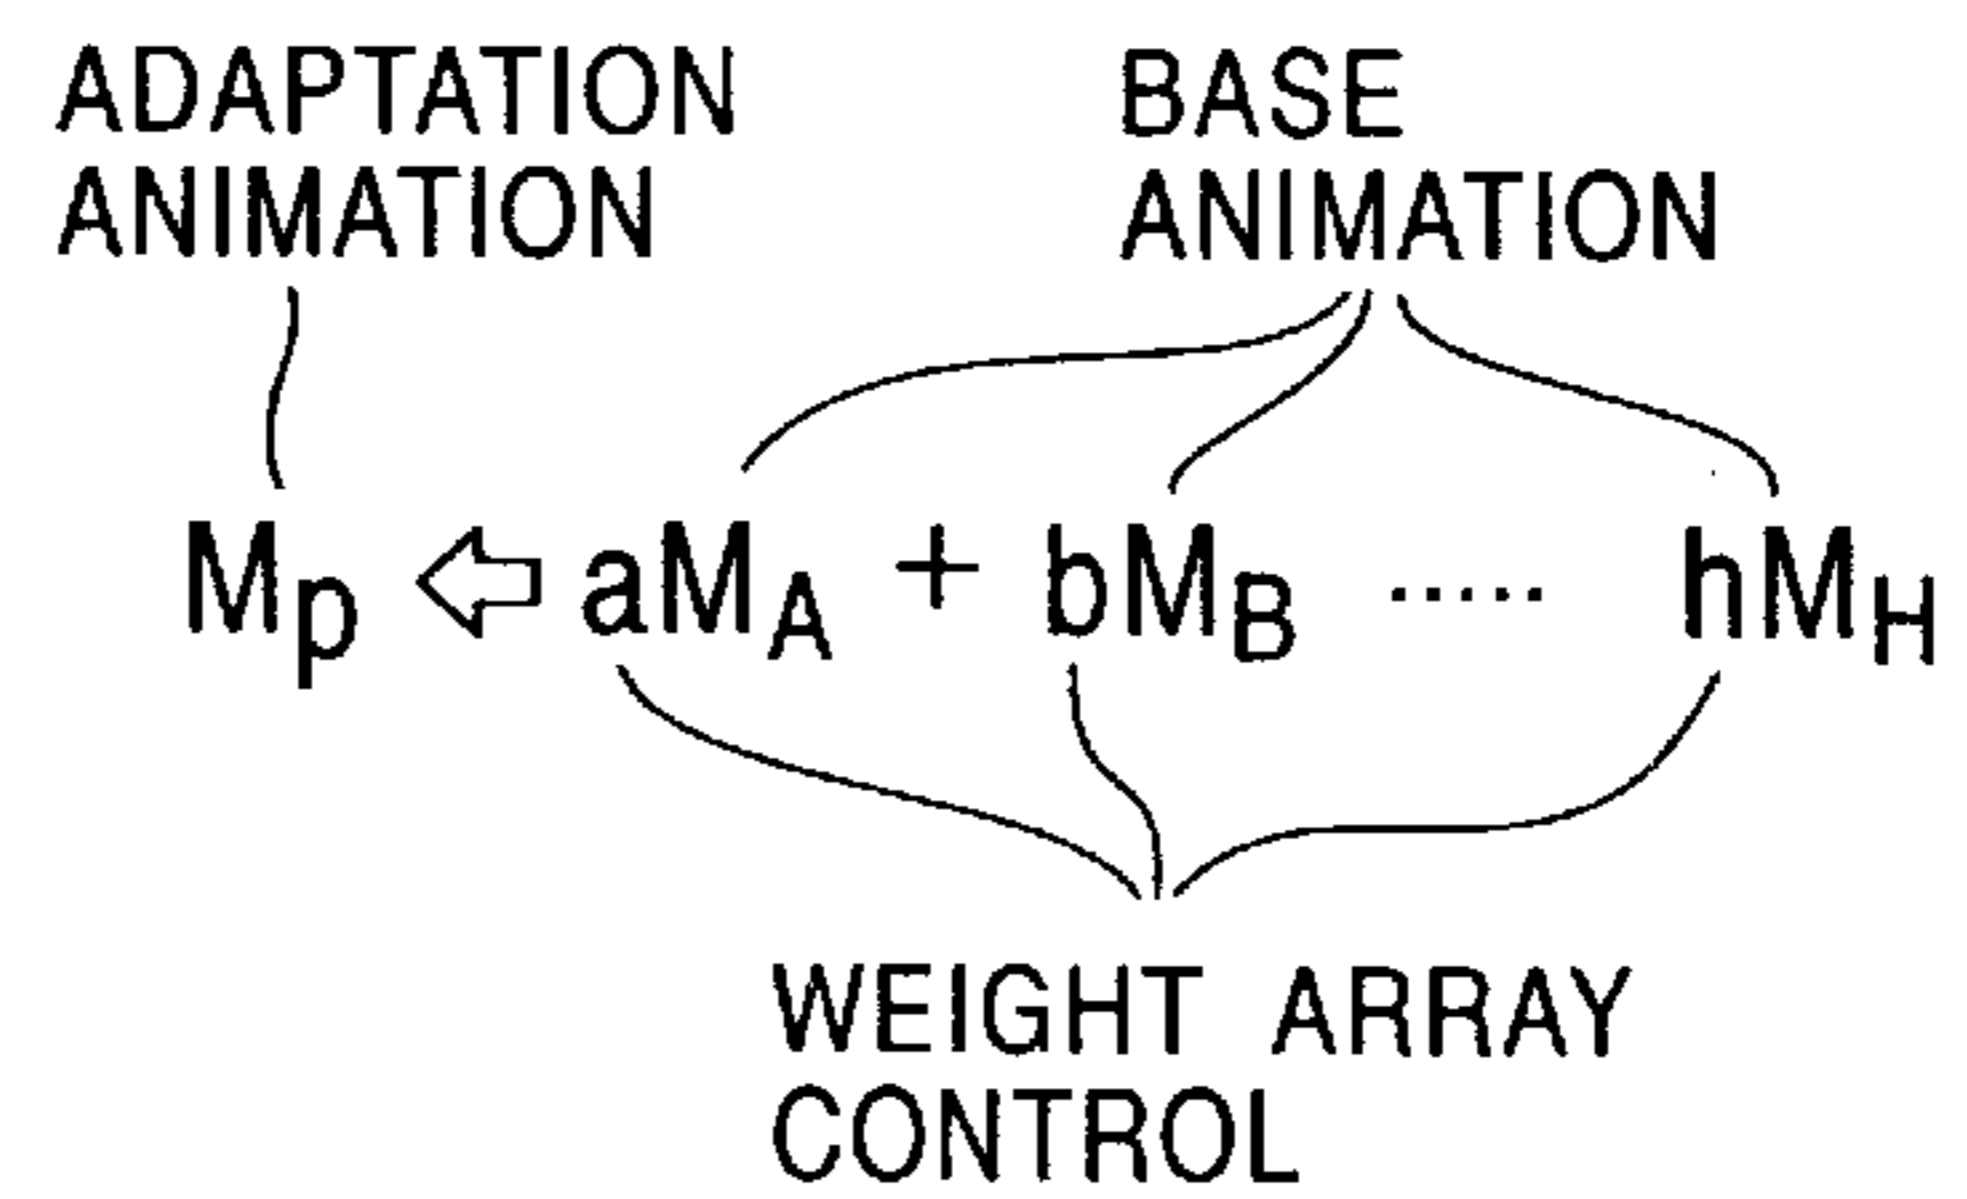 ADAPTATION
ANIMATION
BASE
ANIMATION
Mp ⇦ aMA + bMB ..... hMH
WEIGHT ARRAY
CONTROL